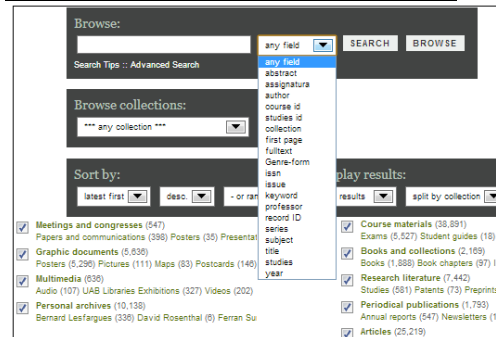 Browse:
any field
SEARCH
BROWSE
Search Tips :: Advanced Search
any field
abstract
assignatura
author
course id
studies id
collection
first page
fulltext
Genre-form
issn
issue
keyword
professor
record ID
series
subject
title
studies
year
Browse collections:
*** any collection ***
Sort by:
latest first
desc.
- or ran
play results:
results
split by collection
Meetings and congresses (547)
Papers and communications (398) Posters (35) Presentat
Graphic documents (5,636)
Posters (5,296) Pictures (111) Maps (83) Postcards (146)
Multimedia (636)
Audio (107) UAB Libraries Exhibitions (327) Videos (202)
Personal archives (10,138)
Bernard Lesfargues (336) David Rosenthal (6) Ferran Su
Course materials (38,891)
Exams (5,527) Student guides (18)
Books and collections (2,169)
Books (1,888) Book chapters (97)
Research literature (7,442)
Studies (581) Patents (73) Preprints
Periodical publications (1,793)
Annual reports (547) Newsletters (1
Articles (25,219)